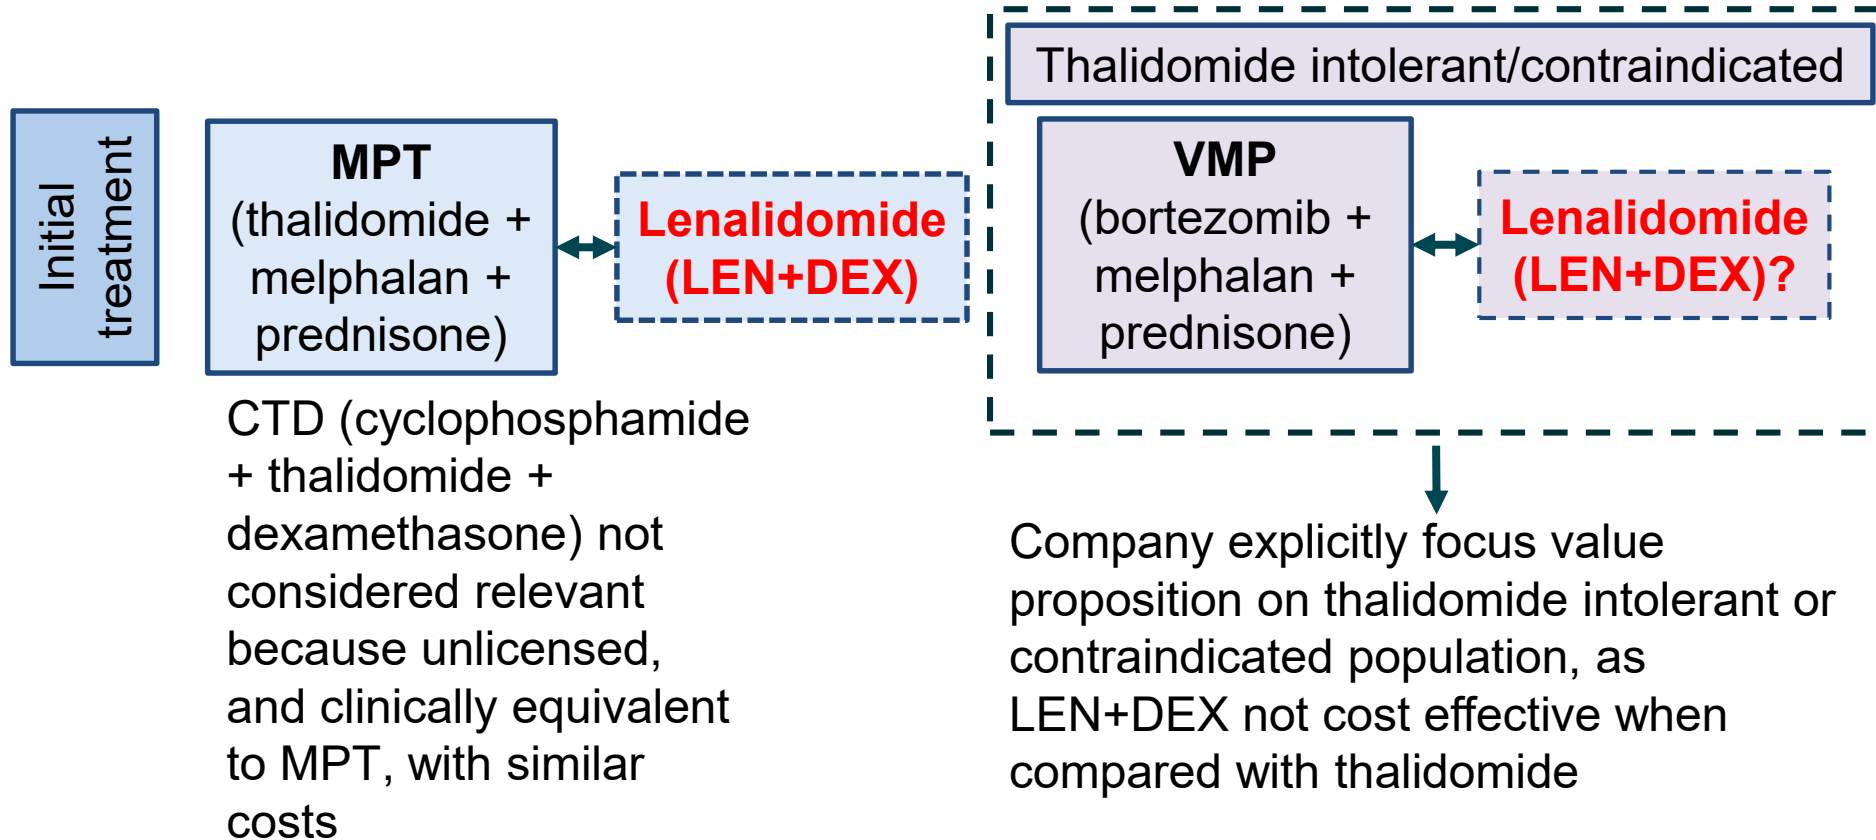 Initial
treatment
MPT
(thalidomide +
melphalan +
prednisone)
Lenalidomide
(LEN+DEX)
CTD (cyclophosphamide
+ thalidomide +
dexamethasone) not
considered relevant
because unlicensed,
and clinically equivalent
to MPT, with similar
costs
Thalidomide intolerant/contraindicated
VMP
(bortezomib +
melphalan +
prednisone)
Lenalidomide
(LEN+DEX)?
Company explicitly focus value
proposition on thalidomide intolerant or
contraindicated population, as
LEN+DEX not cost effective when
compared with thalidomide